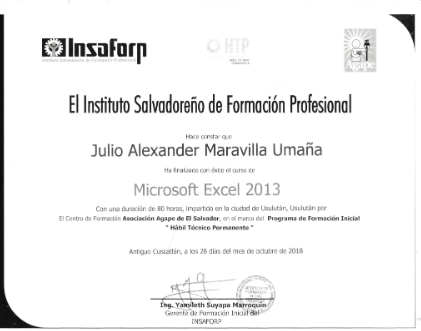 Insaforp
Instituto Salvadoreño de Formación Profesional
HTP
El Instituto Salvadoreño de Formación Profesional
Hace constar que
Julio Alexander Maravilla Umaña
Ha finalizado con éxito el curso de
Microsoft Excel 2013
Con una duración de 80 horas, impartido en la ciudad de Usulután, Usulután por
El Centro de Formación Asociación Agape de El Salvador, en el marco del Programa de Formación Inicial
" Hábil Técnico Permanente "
Antiguo Cuscatlán, a los 28 días del mes de octubre de 2018
Ing. Yamileth Suyapa Marroquín
Gerente de Formación Inicial del
INSAFORP